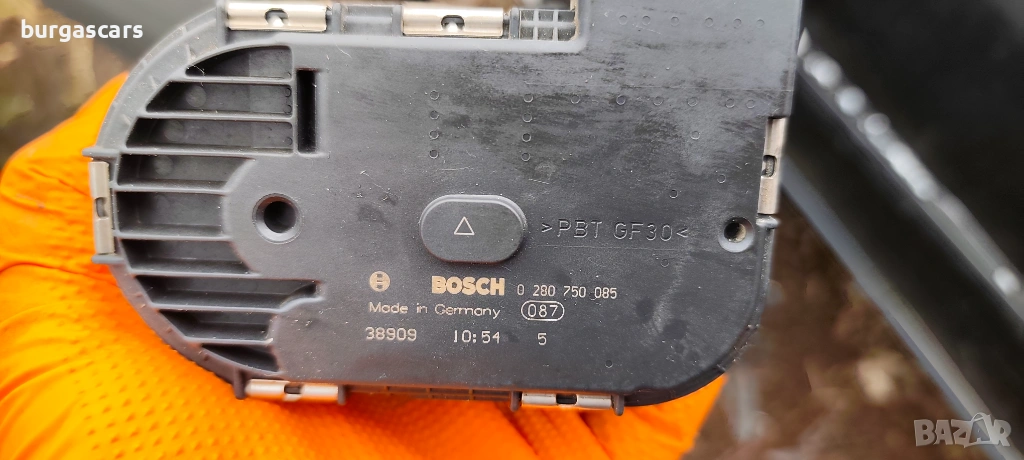 burgascars
>PBT GF30<
BOSCH 0 280 750 085
Made in Germany 087
38909 10:54 5
BAZAR